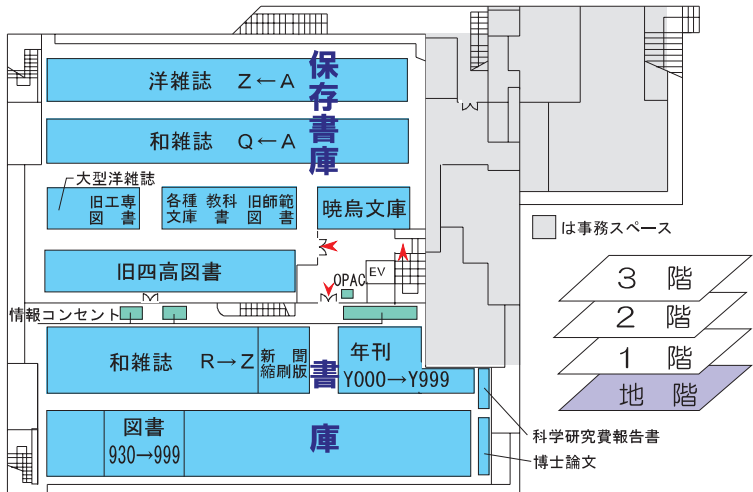 保存書庫
洋雑誌 Z←A
和雑誌 Q←A
大型洋雑誌
旧工専
図書
各種 教科 旧師範
文庫 書 図書
暁烏文庫
は事務スペース
旧四高図書
OPAC
EV
情報コンセント
和雑誌 R→Z
新聞
縮刷版
年刊
Y000→Y999
書庫
図書
930→999
科学研究費報告書
博士論文
3 階
2 階
1 階
地 階